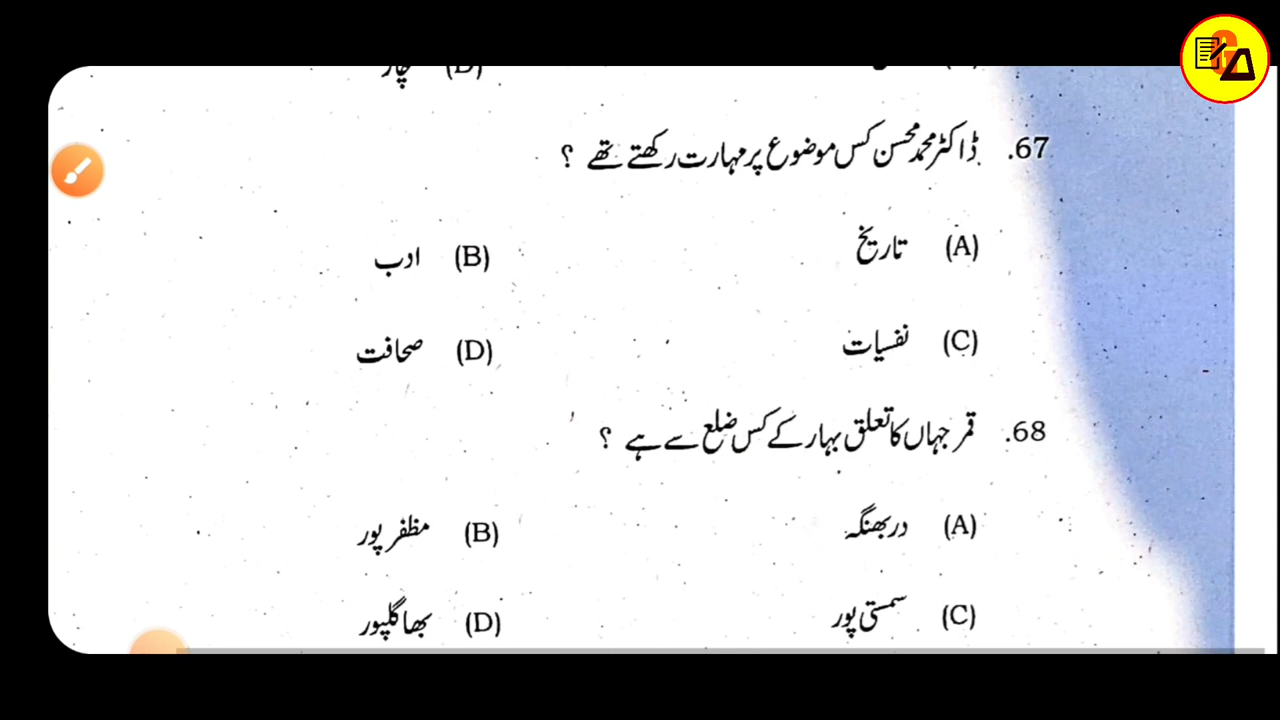 (D)
67. ڈاکٹر محمد محسن کس موضوع پر مہارت رکھتے تھے ؟
(A) تاریخ (B) ادب
(C) نفسیات (D) صحافت
68. قمر جہاں کا تعلق بہار کے کس ضلع سے ہے ؟
(A) دربھنگہ (B) مظفر پور
(C) سمستی پور (D) بھاگلپور